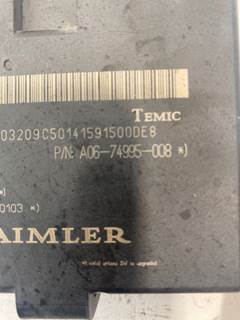 TEMIC
03209C50141591500DE8
P/N: A06-74995-008 *)
*)
0103 *)
AIMLER
*) valid unless SW is upgraded